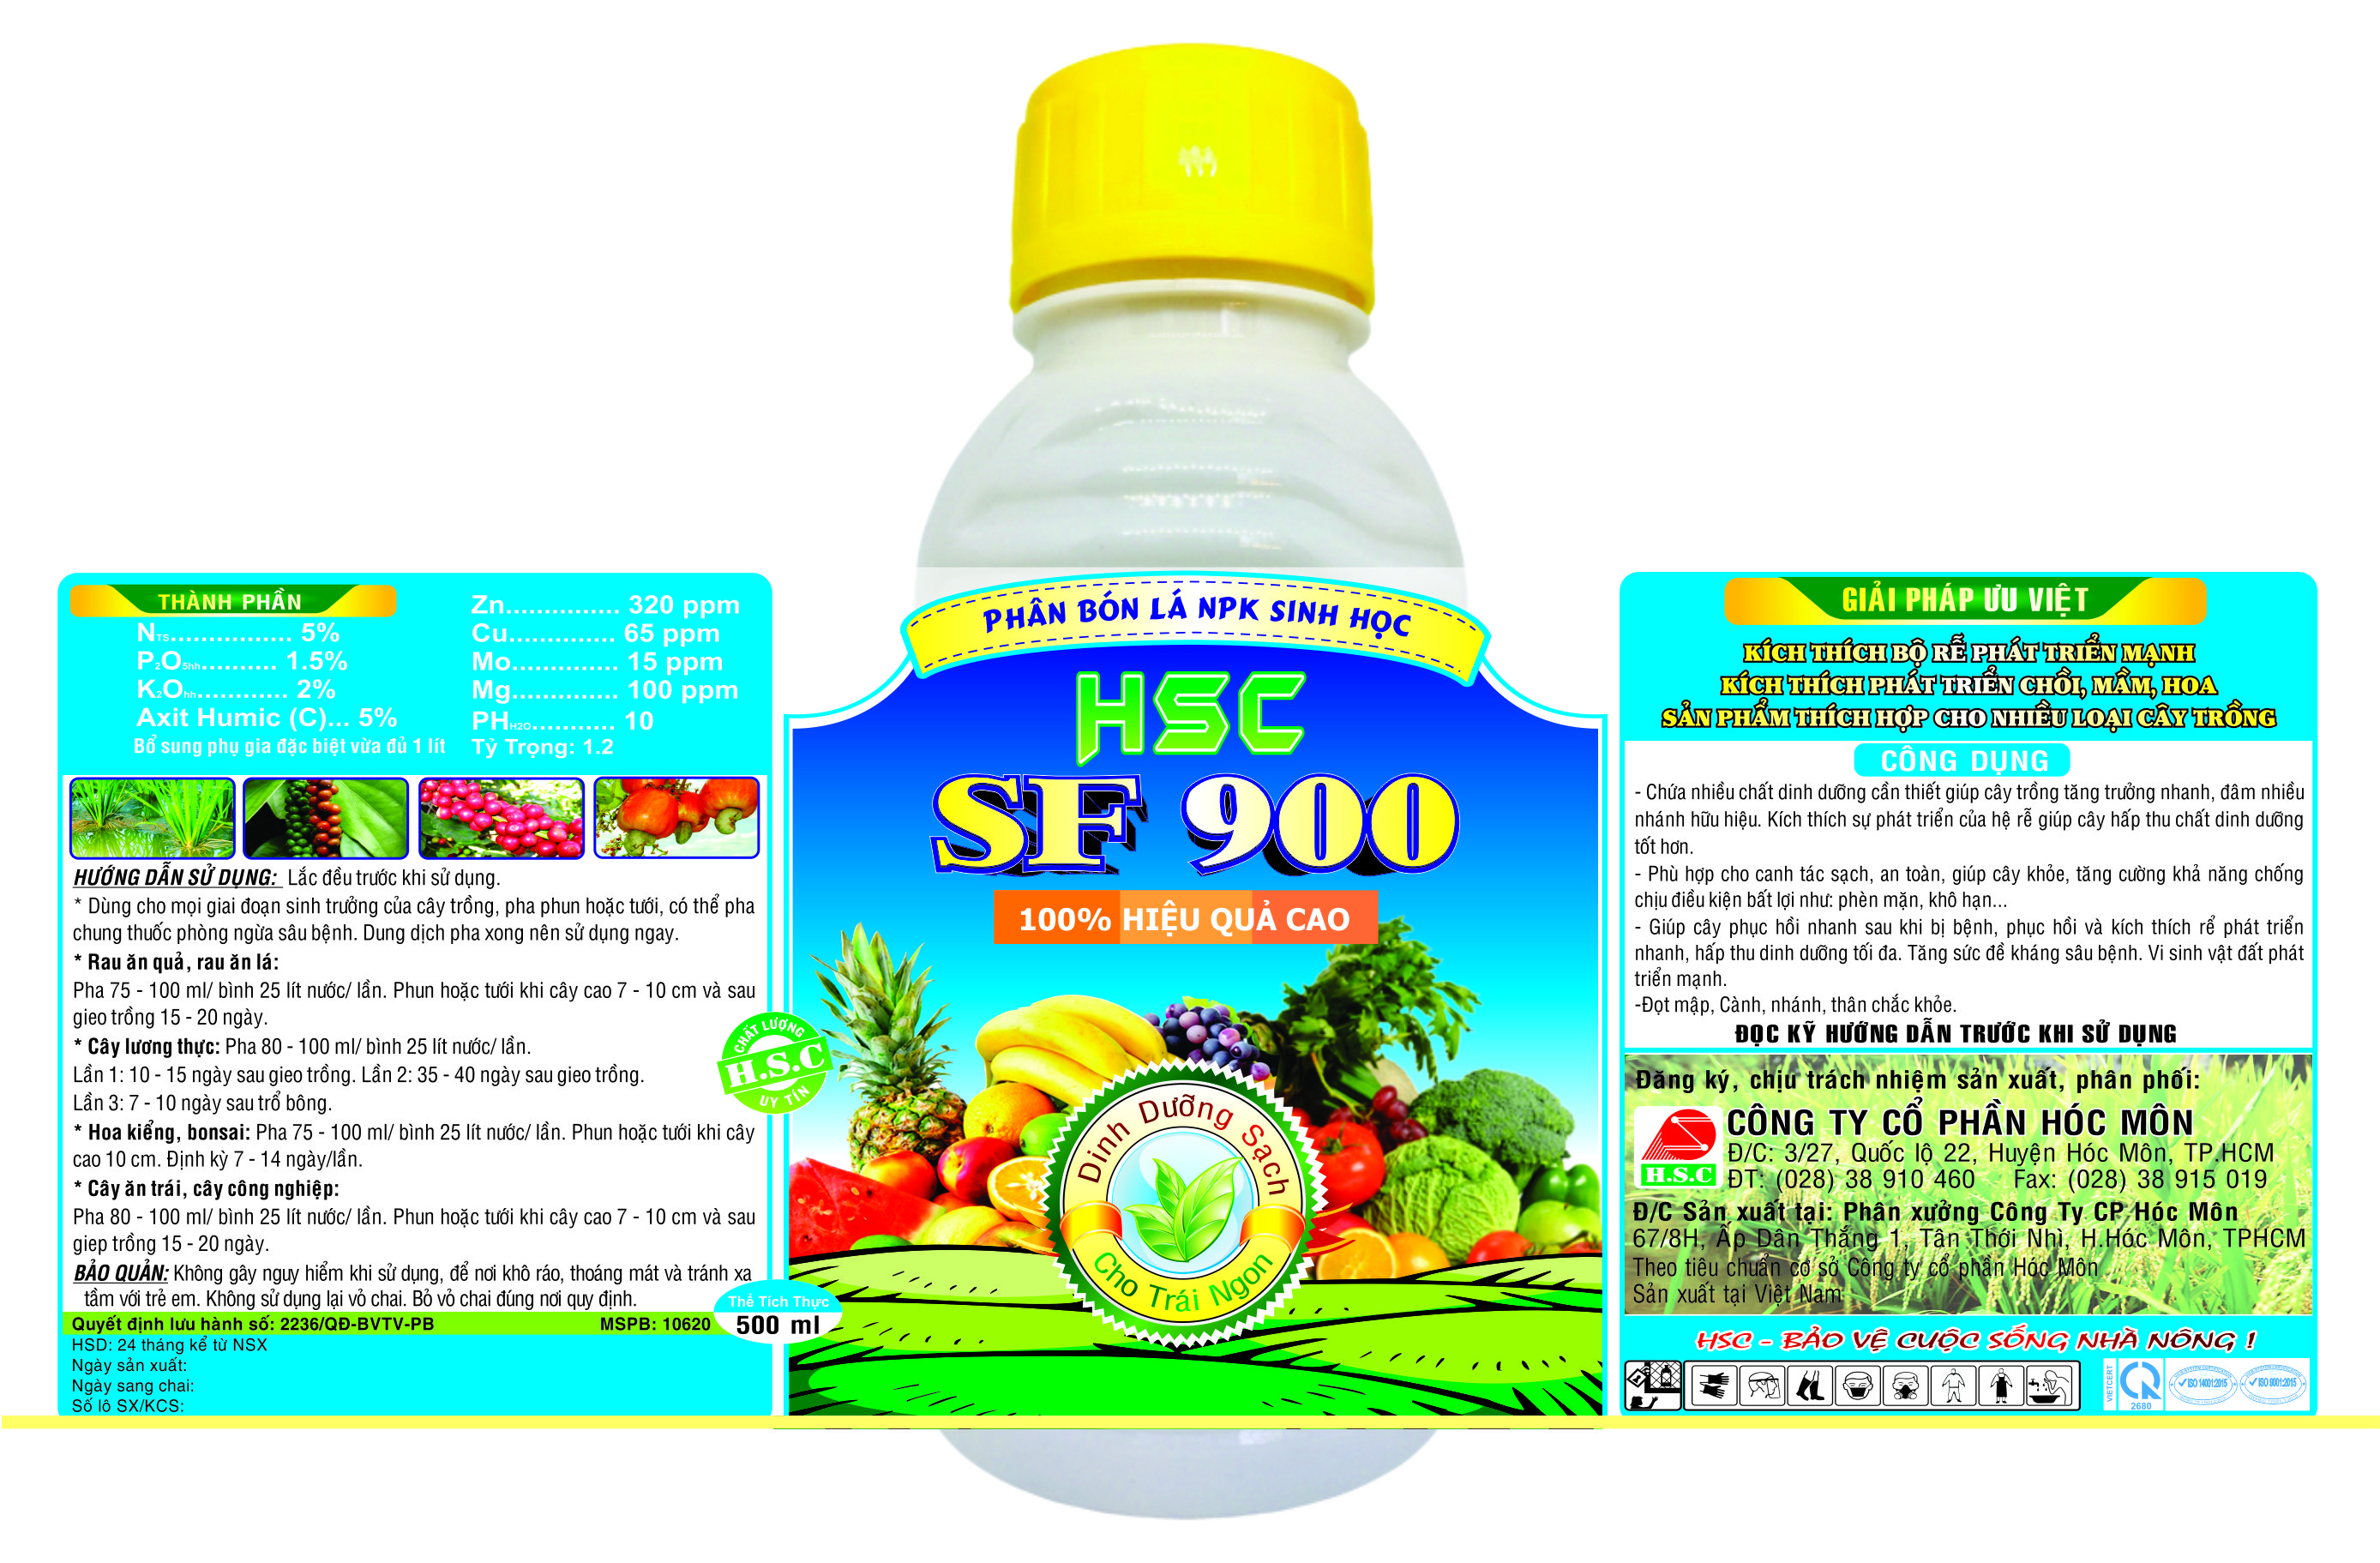 THÀNH PHẦN
NTS................ 5%
P2O5hh.......... 1.5%
K2Ohh............ 2%
Axit Humic (C)... 5%
Bổ sung phụ gia đặc biệt vừa đủ 1 lít
Zn............... 320 ppm
Cu.............. 65 ppm
Mo.............. 15 ppm
Mg.............. 100 ppm
PHH2O........... 10
Tỷ Trọng: 1.2
HƯỚNG DẪN SỬ DỤNG: Lắc đều trước khi sử dụng.
* Dùng cho mọi giai đoạn sinh trưởng của cây trồng, pha phun hoặc tưới, có thể pha
chung thuốc phòng ngừa sâu bệnh. Dung dịch pha xong nên sử dụng ngay.
* Rau ăn quả, rau ăn lá:
Pha 75 - 100 ml/ bình 25 lít nước/ lần. Phun hoặc tưới khi cây cao 7 - 10 cm và sau
gieo trồng 15 - 20 ngày.
* Cây lương thực: Pha 80 - 100 ml/ bình 25 lít nước/ lần.
Lần 1: 10 - 15 ngày sau gieo trồng. Lần 2: 35 - 40 ngày sau gieo trồng.
Lần 3: 7 - 10 ngày sau trổ bông.
* Hoa kiểng, bonsai: Pha 75 - 100 ml/ bình 25 lít nước/ lần. Phun hoặc tưới khi cây
cao 10 cm. Định kỳ 7 - 14 ngày/lần.
* Cây ăn trái, cây công nghiệp:
Pha 80 - 100 ml/ bình 25 lít nước/ lần. Phun hoặc tưới khi cây cao 7 - 10 cm và sau
giep trồng 15 - 20 ngày.
BẢO QUẢN: Không gây nguy hiểm khi sử dụng, để nơi khô ráo, thoáng mát và tránh xa
tầm với trẻ em. Không sử dụng lại vỏ chai. Bỏ vỏ chai đúng nơi quy định.
Quyết định lưu hành số: 2236/QĐ-BVTV-PB MSPB: 10620
HSD: 24 tháng kể từ NSX
Ngày sản xuất:
Ngày sang chai:
Số lô SX/KCS:
CHẤT LƯỢNG
H.S.C
UY TÍN
Thể Tích Thực
500 ml
PHÂN BÓN LÁ NPK SINH HỌC
HSC
SF 900
100% HIỆU QUẢ CAO
Dinh Dưỡng Sạch
Cho Trái Ngon
GIẢI PHÁP ƯU VIỆT
KÍCH THÍCH BỘ RỄ PHÁT TRIỂN MẠNH
KÍCH THÍCH PHÁT TRIỂN CHỒI, MẦM, HOA
SẢN PHẨM THÍCH HỢP CHO NHIỀU LOẠI CÂY TRỒNG
CÔNG DỤNG
- Chứa nhiều chất dinh dưỡng cần thiết giúp cây trồng tăng trưởng nhanh, đâm nhiều
nhánh hữu hiệu. Kích thích sự phát triển của hệ rễ giúp cây hấp thu chất dinh dưỡng
tốt hơn.
- Phù hợp cho canh tác sạch, an toàn, giúp cây khỏe, tăng cường khả năng chống
chịu điều kiện bất lợi như: phèn mặn, khô hạn...
- Giúp cây phục hồi nhanh sau khi bị bệnh, phục hồi và kích thích rể phát triển
nhanh, hấp thu dinh dưỡng tối đa. Tăng sức đề kháng sâu bệnh. Vi sinh vật đất phát
triển mạnh.
-Đọt mập, Cành, nhánh, thân chắc khỏe.
ĐỌC KỸ HƯỚNG DẪN TRƯỚC KHI SỬ DỤNG
Đăng ký, chịu trách nhiệm sản xuất, phân phối:
H.S.C
CÔNG TY CỔ PHẦN HÓC MÔN
Đ/C: 3/27, Quốc lộ 22, Huyện Hóc Môn, TP.HCM
ĐT: (028) 38 910 460 Fax: (028) 38 915 019
Đ/C Sản xuất tại: Phân xưởng Công Ty CP Hóc Môn
67/8H, Ấp Dân Thắng 1, Tân Thới Nhì, H.Hóc Môn, TPHCM
Theo tiêu chuẩn cơ sở Công ty cổ phần Hóc Môn
Sản xuất tại Việt Nam
HSC - BẢO VỆ CUỘC SỐNG NHÀ NÔNG !
VIETCERT
2680
ISO 14001:2015
ISO 9001:2015